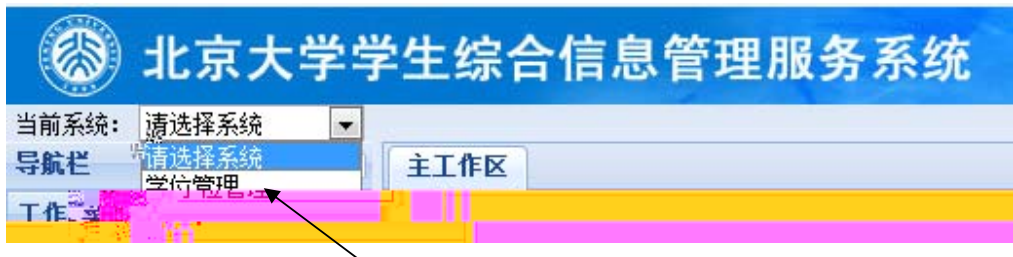 北京大学学生综合信息管理服务系统
当前系统： 请选择系统
导航栏 请选择系统 主工作区
学位管理
工作